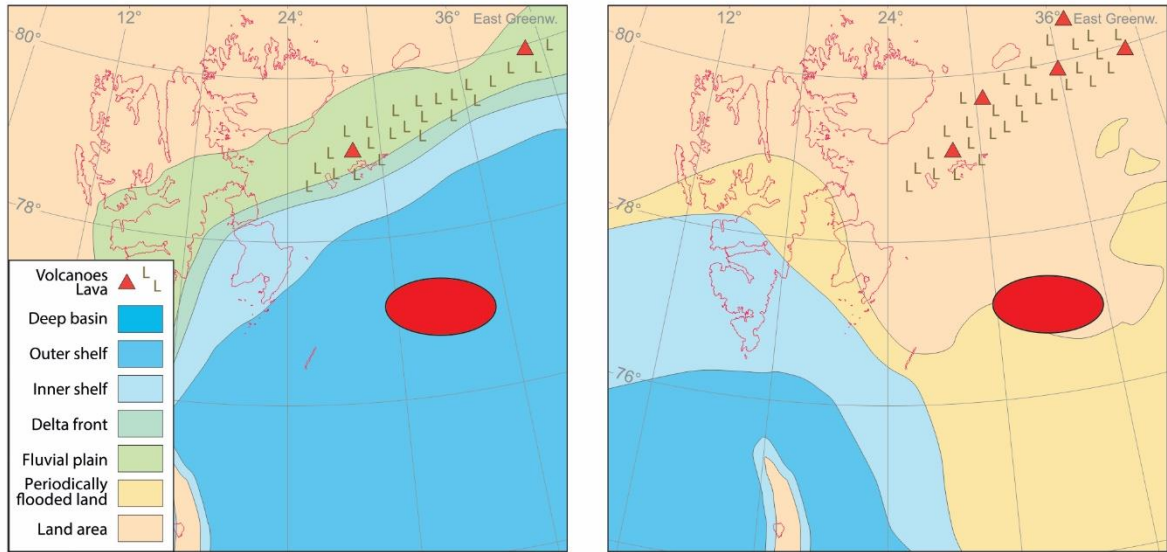 12°
24°
36°
East Greenw.
80°
78°
L L L L L L L L L L L L L L L L L L L L L L L L L L
Volcanoes
Lava
L
L
Deep basin
Outer shelf
Inner shelf
Delta front
Fluvial plain
Periodically
flooded land
Land area
12°
24°
36°
East Greenw.
80°
78°
76°
L L L L L L L L L L L L L L L L L L L L L L L L L L